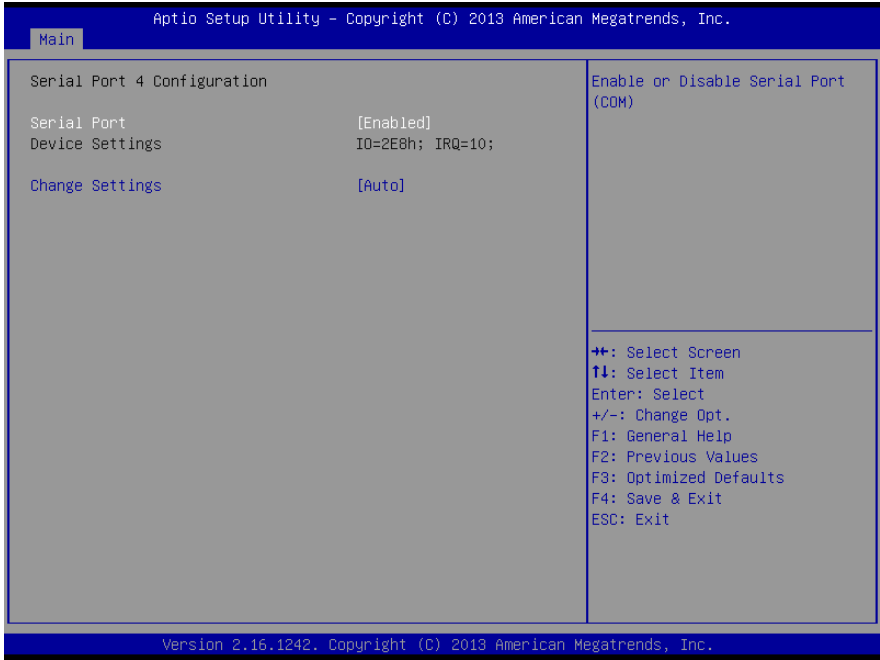 Aptio Setup Utility – Copyright (C) 2013 American Megatrends, Inc.
Main
Serial Port 4 Configuration
Serial Port [Enabled]
Device Settings IO=2E8h; IRQ=10;
Change Settings [Auto]
Enable or Disable Serial Port
(COM)
→←: Select Screen
↑↓: Select Item
Enter: Select
+/-: Change Opt.
F1: General Help
F2: Previous Values
F3: Optimized Defaults
F4: Save & Exit
ESC: Exit
Version 2.16.1242. Copyright (C) 2013 American Megatrends, Inc.